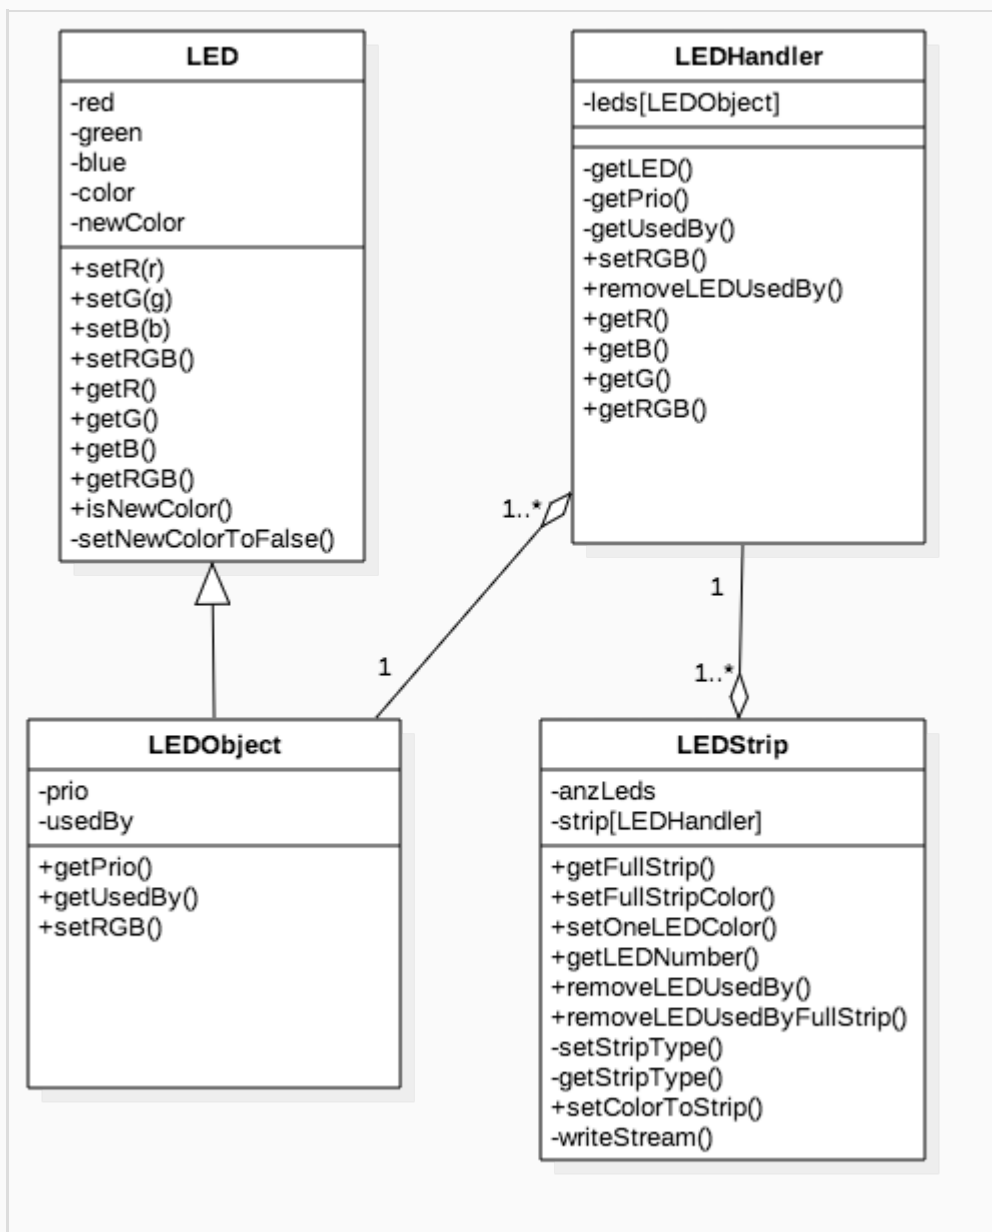 LED
-red
-green
-blue
-color
-newColor
+setR(r)
+setG(g)
+setB(b)
+setRGB()
+getR()
+getG()
+getB()
+getRGB()
+isNewColor()
-setNewColorToFalse()
LEDHandler
-leds[LEDObject]
-getLED()
-getPrio()
-getUsedBy()
+setRGB()
+removeLEDUsedBy()
+getR()
+getB()
+getG()
+getRGB()
1..*
1
1
1..*
LEDObject
-prio
-usedBy
+getPrio()
+getUsedBy()
+setRGB()
LEDStrip
-anzLeds
-strip[LEDHandler]
+getFullStrip()
+setFullStripColor()
+setOneLEDColor()
+getLEDNumber()
+removeLEDUsedBy()
+removeLEDUsedByFullStrip()
-setStripType()
-getStripType()
+setColorToStrip()
-writeStream()